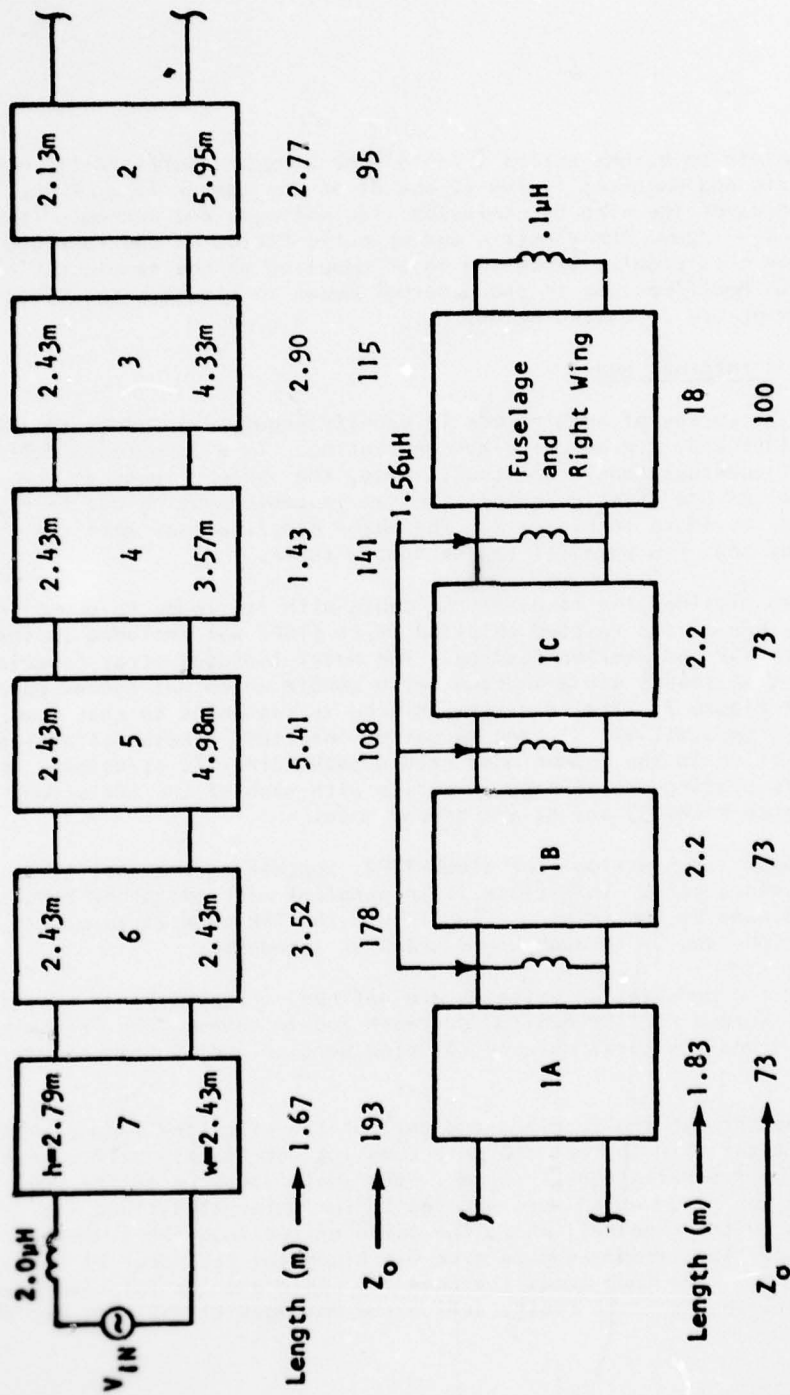 2.0μH
V IN
h=2.79m 2.43m 2.43m 2.43m 2.43m 2.13m
7 6 5 4 3 2
w=2.43m 2.43m 4.98m 3.57m 4.33m 5.95m
Length (m) 1.67 3.52 5.41 1.43 2.90 2.77
Zo 193 178 108 141 115 95
1.56μH
1A 1B 1C Fuselage
and
Right Wing
.1μH
Length (m) 1.83 2.2 2.2 18
Zo 73 73 73 100